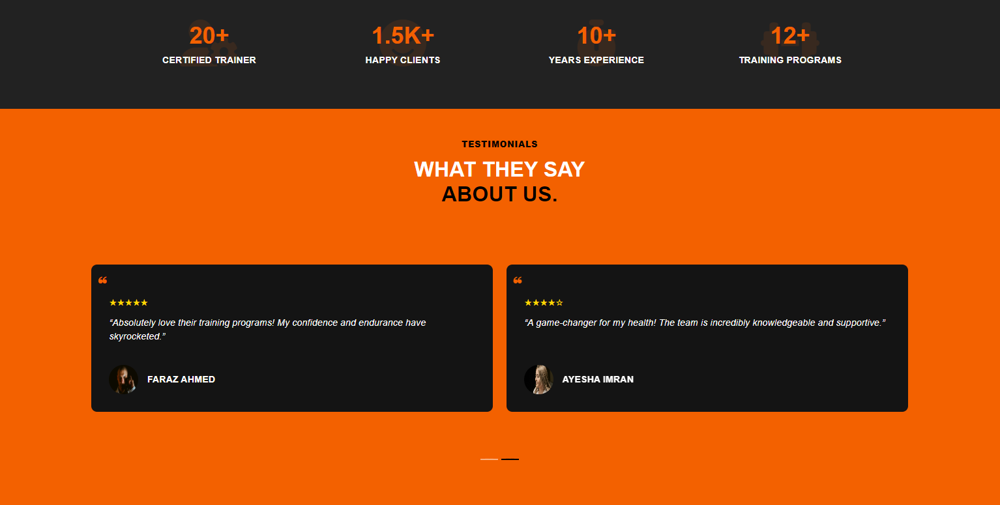 20+ 1.5K+ 10+ 12+
CERTIFIED TRAINER HAPPY CLIENTS YEARS EXPERIENCE TRAINING PROGRAMS
TESTIMONIALS
WHAT THEY SAY
ABOUT US.
❝
★★★★★
“Absolutely love their training programs! My confidence and endurance have
skyrocketed.”
FARAZ AHMED
❝
★★★★☆
“A game-changer for my health! The team is incredibly knowledgeable and supportive.”
AYESHA IMRAN